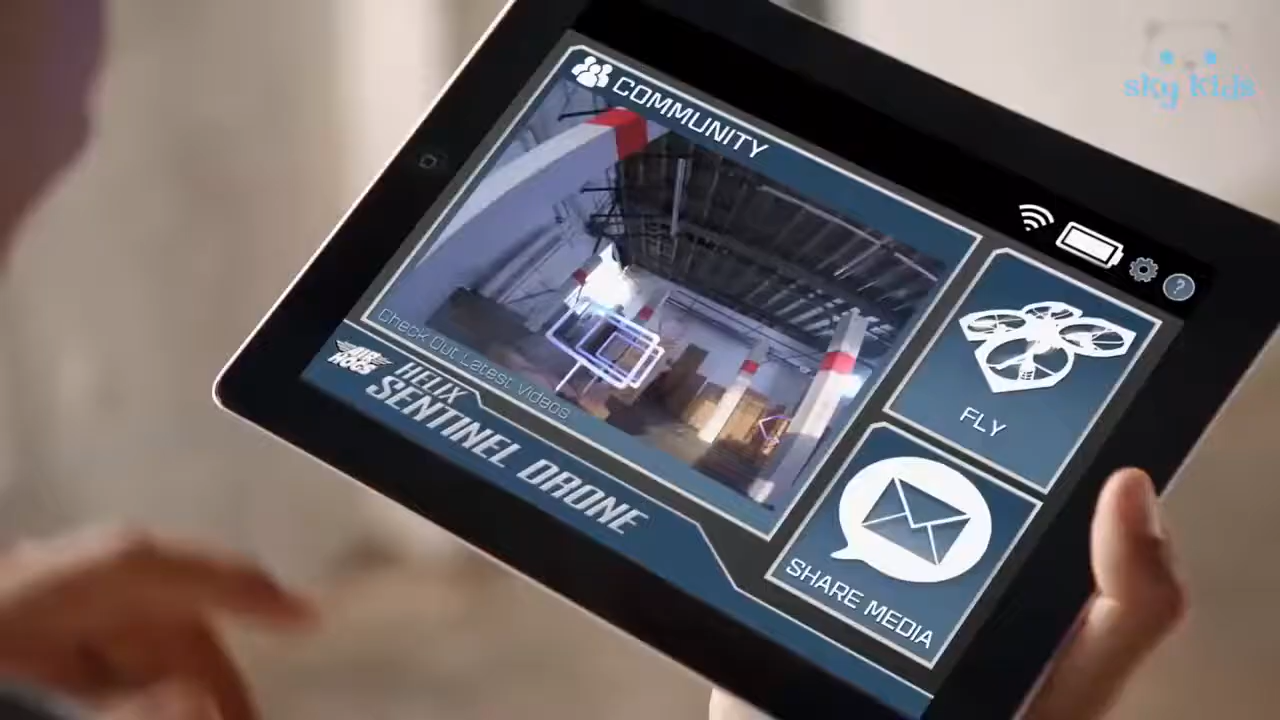 sky kids
COMMUNITY
Check Out Latest Videos
AIR
HOGS
HELIX
SENTINEL DRONE
?
FLY
SHARE MEDIA